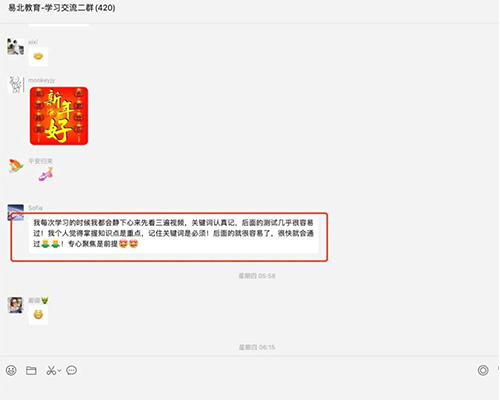 易北教育-学习交流二群(420)
xixi
monkeyjy
新年
好
平安归来
Sofia
我每次学习的时候我都会静下心来先看三遍视频，关键词认真记，后面的测试几乎很容易
过！我个人觉得掌握知识点是重点，记住关键词是必须！后面的就很容易了，很快就会通
过！专心聚焦是前提
星期四 05:58
星期四 06:15